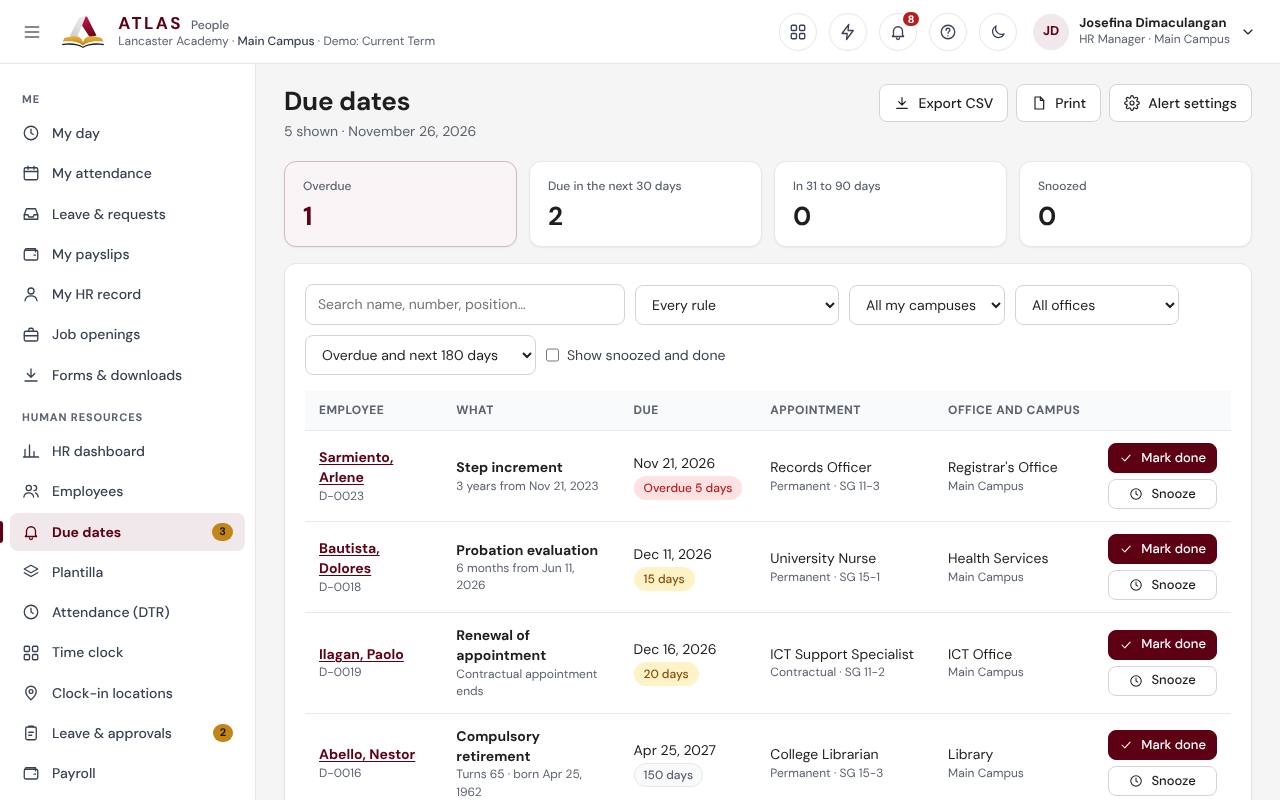 ATLAS People
Lancaster Academy · Main Campus · Demo: Current Term
8
JD
Josefina Dimaculangan
HR Manager · Main Campus
ME
My day
My attendance
Leave & requests
My payslips
My HR record
Job openings
Forms & downloads
HUMAN RESOURCES
HR dashboard
Employees
Due dates 3
Plantilla
Attendance (DTR)
Time clock
Clock-in locations
Leave & approvals 2
Payroll
Due dates
5 shown · November 26, 2026
Export CSV
Print
Alert settings
Overdue
1
Due in the next 30 days
2
In 31 to 90 days
0
Snoozed
0
Search name, number, position…
Every rule
All my campuses
All offices
Overdue and next 180 days
Show snoozed and done
EMPLOYEE WHAT DUE APPOINTMENT OFFICE AND CAMPUS
Sarmiento,
Arlene
D-0023
Step increment
3 years from Nov 21, 2023
Nov 21, 2026
Overdue 5 days
Records Officer
Permanent · SG 11-3
Registrar's Office
Main Campus
Mark done
Snooze
Bautista,
Dolores
D-0018
Probation evaluation
6 months from Jun 11,
2026
Dec 11, 2026
15 days
University Nurse
Permanent · SG 15-1
Health Services
Main Campus
Mark done
Snooze
Ilagan, Paolo
D-0019
Renewal of
appointment
Contractual appointment
ends
Dec 16, 2026
20 days
ICT Support Specialist
Contractual · SG 11-2
ICT Office
Main Campus
Mark done
Snooze
Abello, Nestor
D-0016
Compulsory
retirement
Turns 65 · born Apr 25,
1962
Apr 25, 2027
150 days
College Librarian
Permanent · SG 15-3
Library
Main Campus
Mark done
Snooze